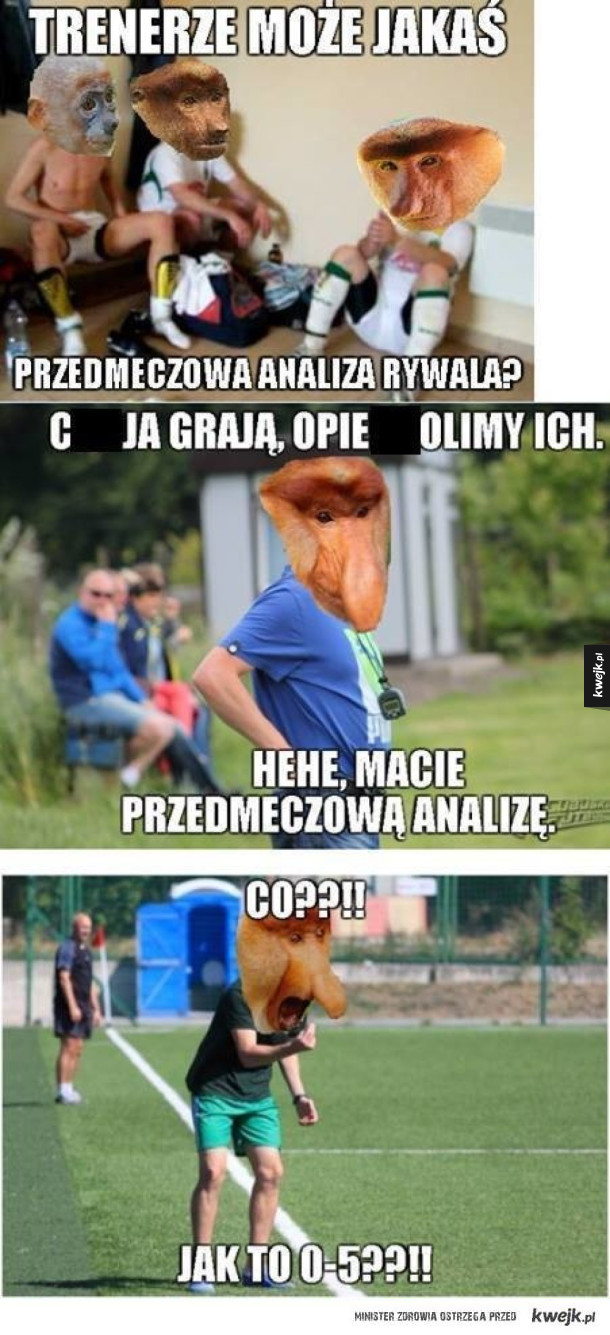 TRENERZE MOŻE JAKAŚ
PRZEDMECZOWA ANALIZA RYWALA?
C JA GRAJĄ, OPIE OLIMY ICH.
kwejk.pl
HEHE, MACIE
PRZEDMECZOWĄ ANALIZĘ.
CO??!!
JAK TO 0-5??!!
MINISTER ZDROWIA OSTRZEGA PRZED kwejk.pl